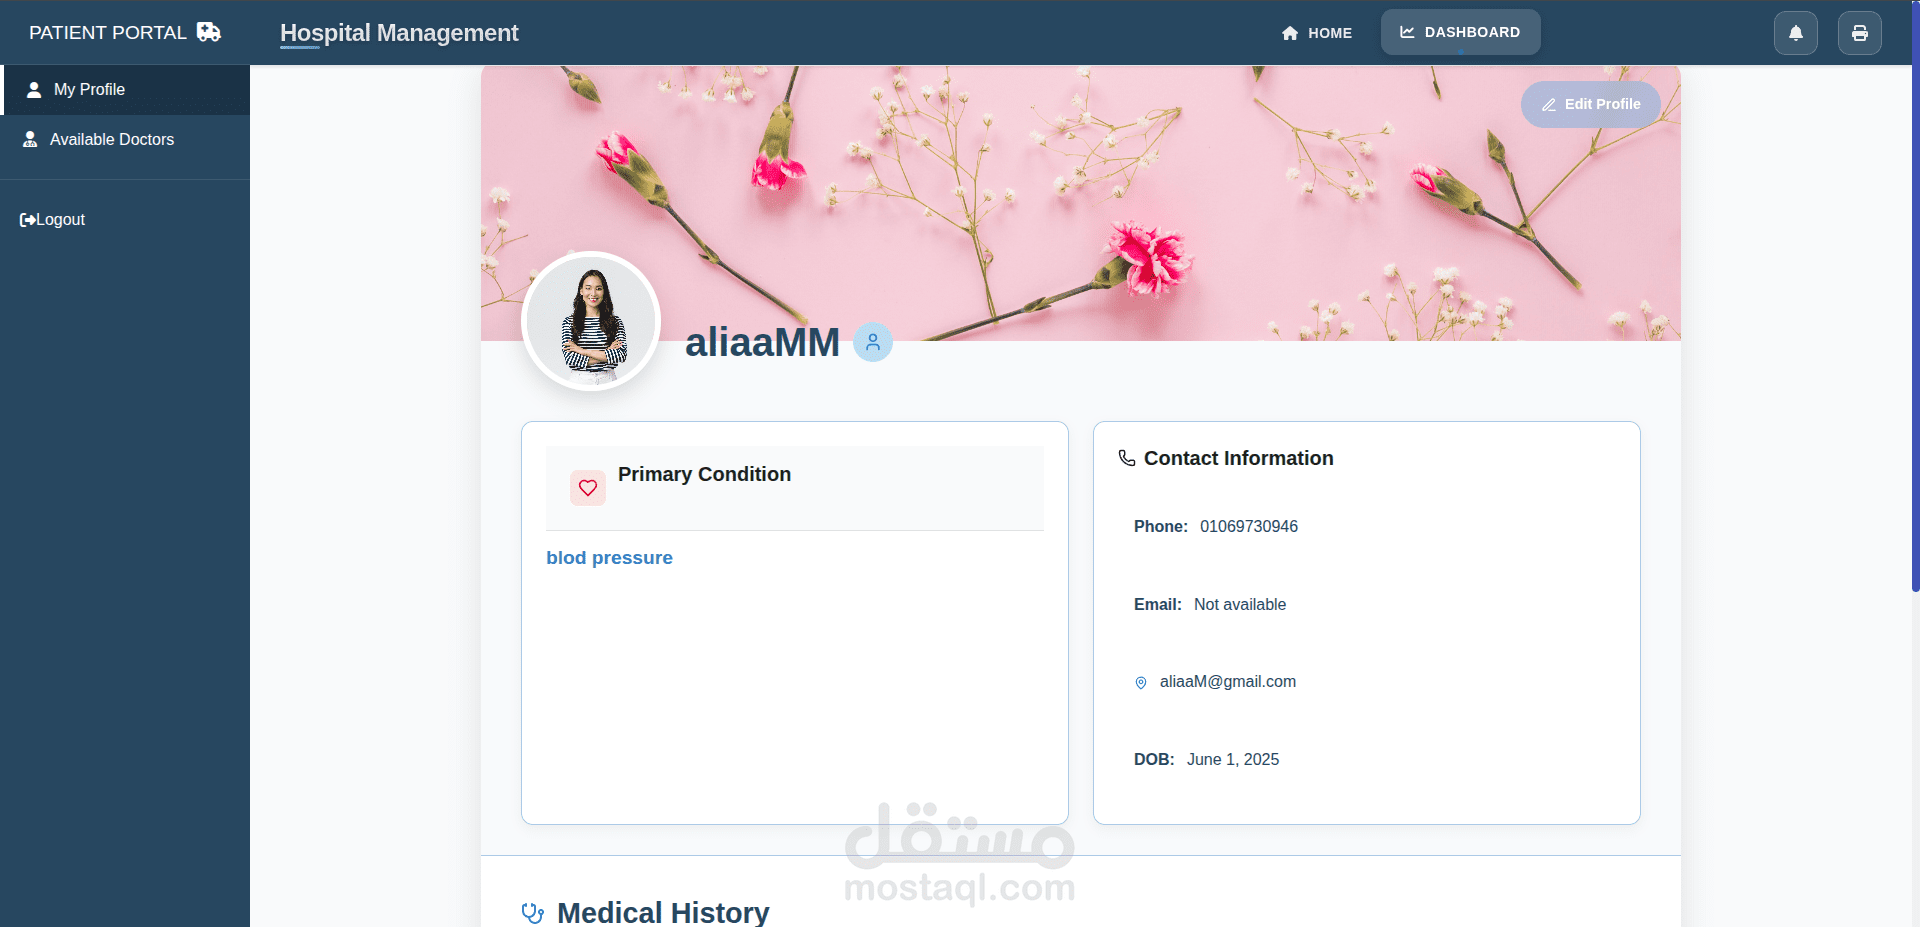 PATIENT PORTAL
Hospital Management
HOME
DASHBOARD
My Profile
Available Doctors
Logout
Edit Profile
aliaaMM
Primary Condition
blod pressure
Contact Information
Phone: 01069730946
Email: Not available
aliaaM@gmail.com
DOB: June 1, 2025
مستقل
mostaql.com
Medical History